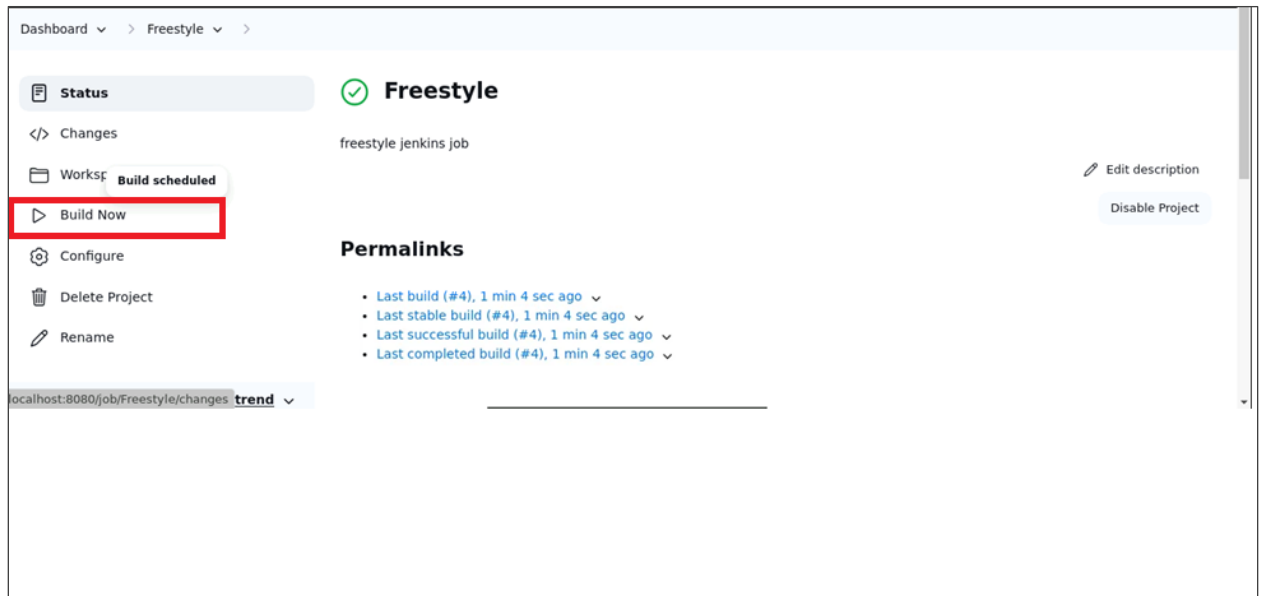 Dashboard > Freestyle >
Status
Changes
Worksp
Build scheduled
Build Now
Configure
Delete Project
Rename
localhost:8080/job/Freestyle/changes trend
Freestyle
freestyle jenkins job
Edit description
Disable Project
Permalinks
• Last build (#4), 1 min 4 sec ago
• Last stable build (#4), 1 min 4 sec ago
• Last successful build (#4), 1 min 4 sec ago
• Last completed build (#4), 1 min 4 sec ago